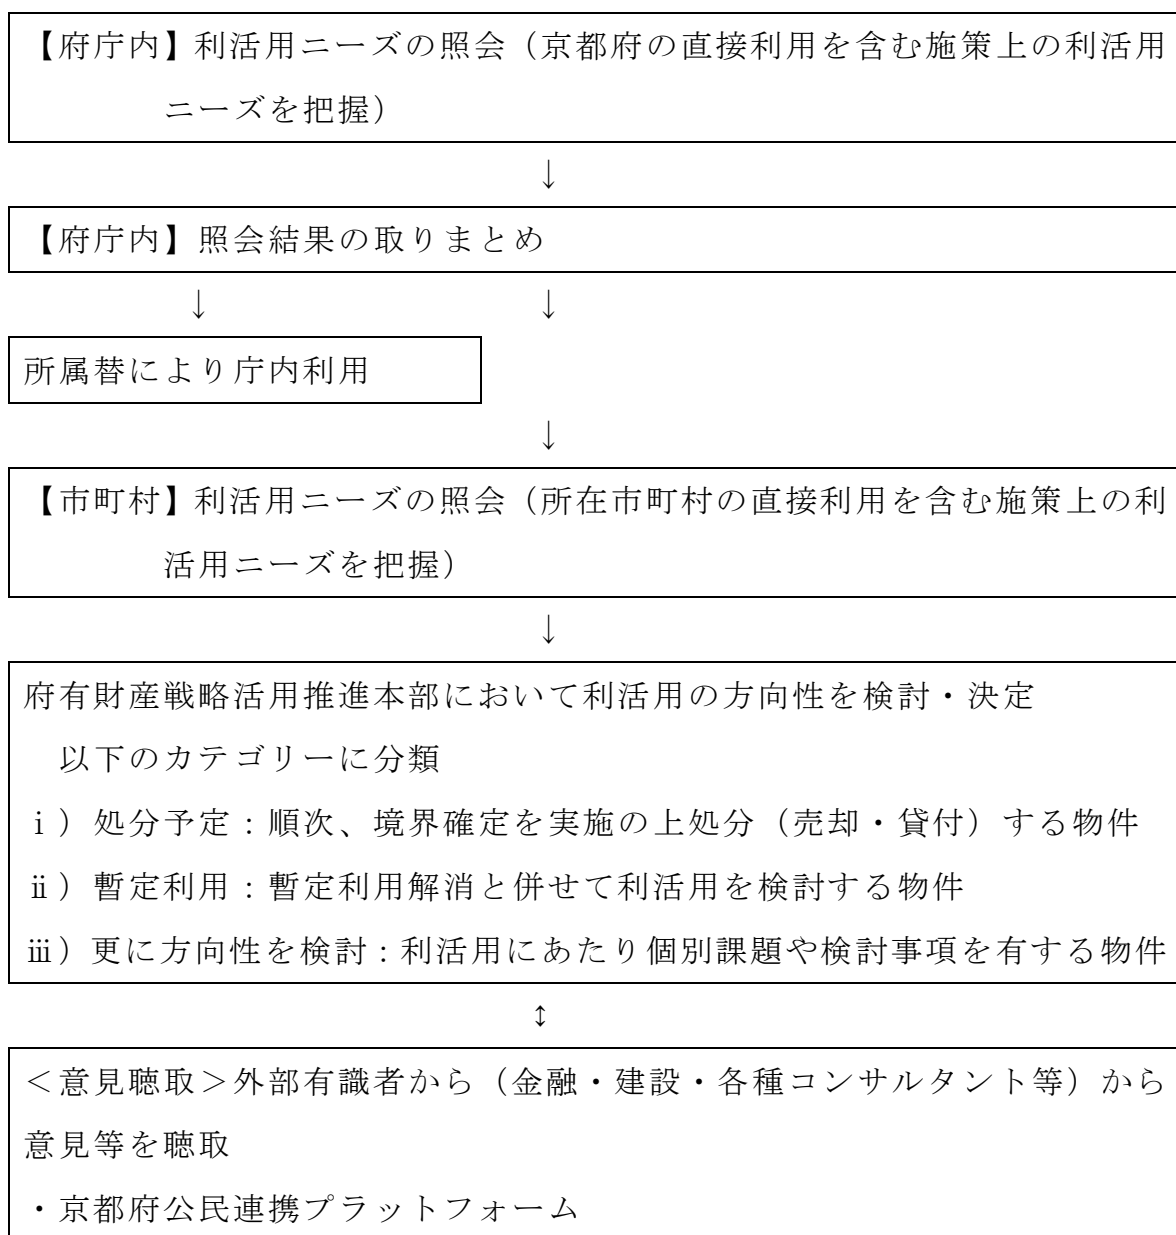 【府庁内】利活用ニーズの照会（京都府の直接利用を含む施策上の利活用
ニーズを把握）
↓
【府庁内】照会結果の取りまとめ
↓ ↓
所属替により庁内利用
↓
【市町村】利活用ニーズの照会（所在市町村の直接利用を含む施策上の利
活用ニーズを把握）
↓
府有財産戦略活用推進本部において利活用の方向性を検討・決定
以下のカテゴリーに分類
ⅰ）処分予定：順次、境界確定を実施の上処分（売却・貸付）する物件
ⅱ）暫定利用：暫定利用解消と併せて利活用を検討する物件
ⅲ）更に方向性を検討：利活用にあたり個別課題や検討事項を有する物件
↕
＜意見聴取＞外部有識者から（金融・建設・各種コンサルタント等）から
意見等を聴取
・京都府公民連携プラットフォーム